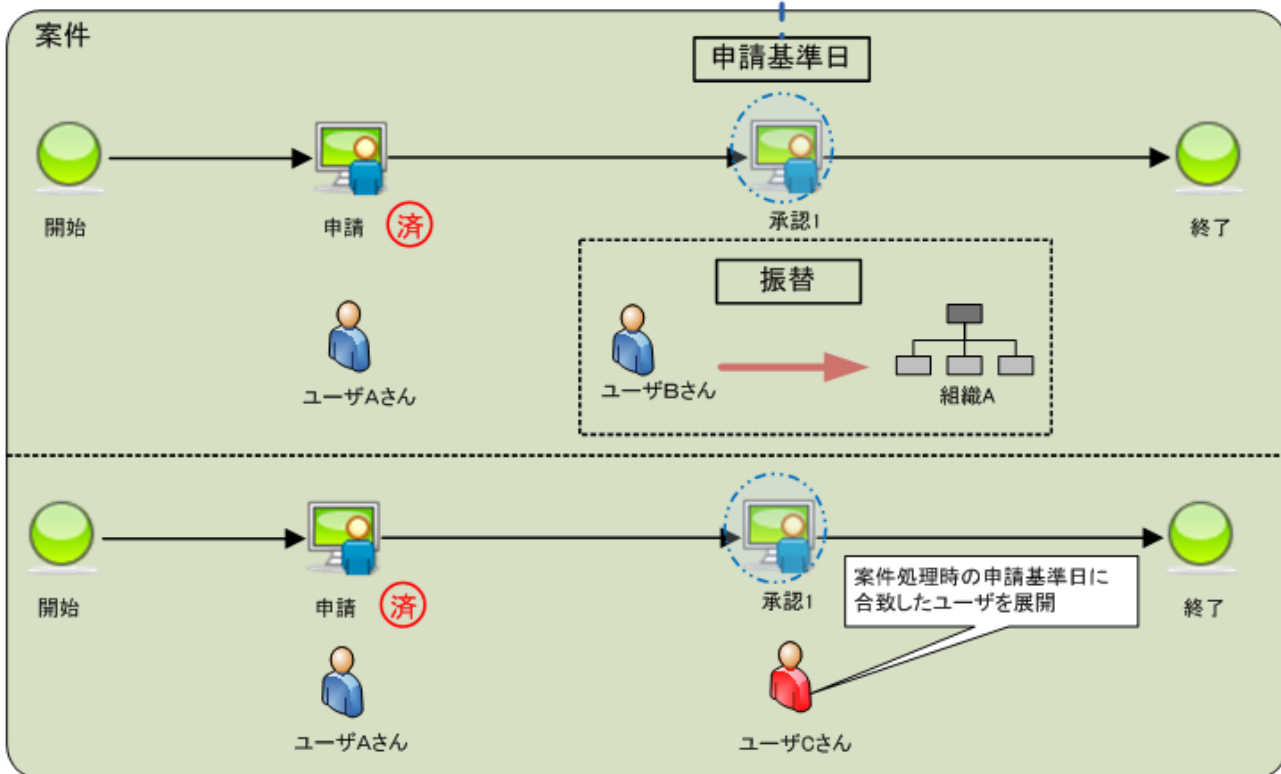 案件
申請基準日
開始
申請
済
承認1
終了
振替
ユーザAさん
ユーザBさん
組織A
開始
申請
済
承認1
終了
案件処理時の申請基準日に
合致したユーザを展開
ユーザAさん
ユーザCさん